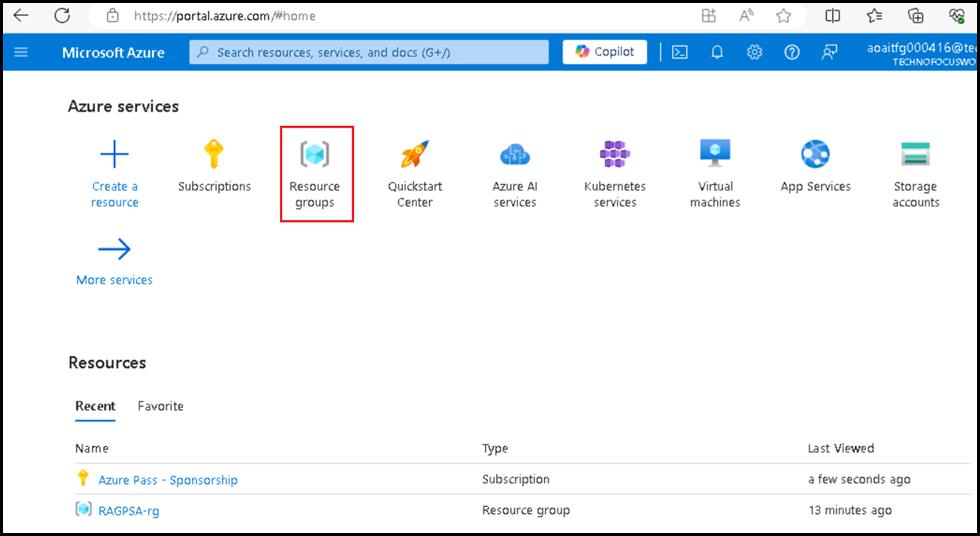 https://portal.azure.com/#home
Microsoft Azure
Search resources, services, and docs (G+/)
Copilot
aoaitfg000416@te
TECHNOFOCUSWO
Azure services
Create a resource
Subscriptions
Resource groups
Quickstart Center
Azure AI services
Kubernetes services
Virtual machines
App Services
Storage accounts
More services
Resources
Recent Favorite
Name Type Last Viewed
Azure Pass - Sponsorship Subscription a few seconds ago
RAGPSA-rg Resource group 13 minutes ago